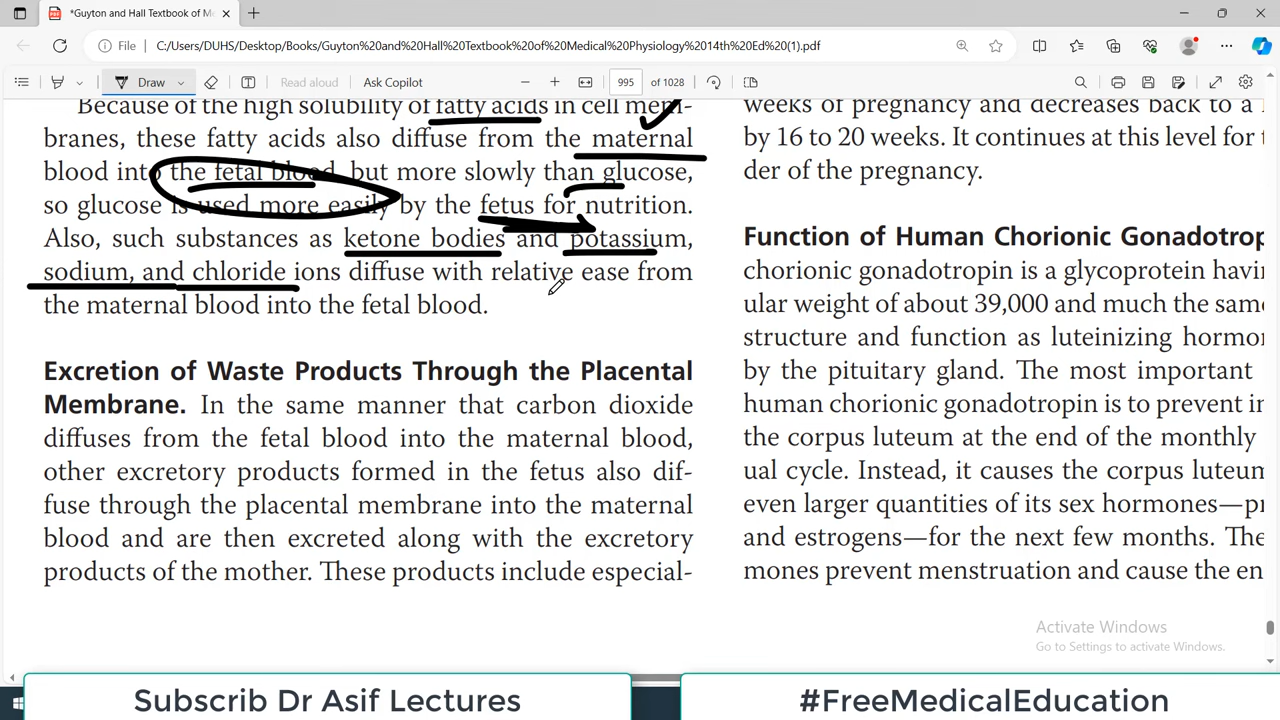 *Guyton and Hall Textbook of Me
File
C:/Users/DUHS/Desktop/Books/Guyton%20and%20Hall%20Textbook%20of%20Medical%20Physiology%2014th%20Ed%20(1).pdf
Draw
Read aloud
Ask Copilot
995 of 1028
Because of the high solubility of fatty acids in cell mem-
branes, these fatty acids also diffuse from the maternal
blood into the fetal blood, but more slowly than glucose,
so glucose is used more easily by the fetus for nutrition.
Also, such substances as ketone bodies and potassium,
sodium, and chloride ions diffuse with relative ease from
the maternal blood into the fetal blood.
Excretion of Waste Products Through the Placental
Membrane. In the same manner that carbon dioxide
diffuses from the fetal blood into the maternal blood,
other excretory products formed in the fetus also dif-
fuse through the placental membrane into the maternal
blood and are then excreted along with the excretory
products of the mother. These products include especial-
weeks of pregnancy and decreases back to a
by 16 to 20 weeks. It continues at this level for
der of the pregnancy.
Function of Human Chorionic Gonadotrop
chorionic gonadotropin is a glycoprotein havin
ular weight of about 39,000 and much the same
structure and function as luteinizing hormo
by the pituitary gland. The most important
human chorionic gonadotropin is to prevent in
the corpus luteum at the end of the monthly
ual cycle. Instead, it causes the corpus luteum
even larger quantities of its sex hormones—pr
and estrogens—for the next few months. The
mones prevent menstruation and cause the en
Activate Windows
Go to Settings to activate Windows.
Subscrib Dr Asif Lectures
#FreeMedicalEducation